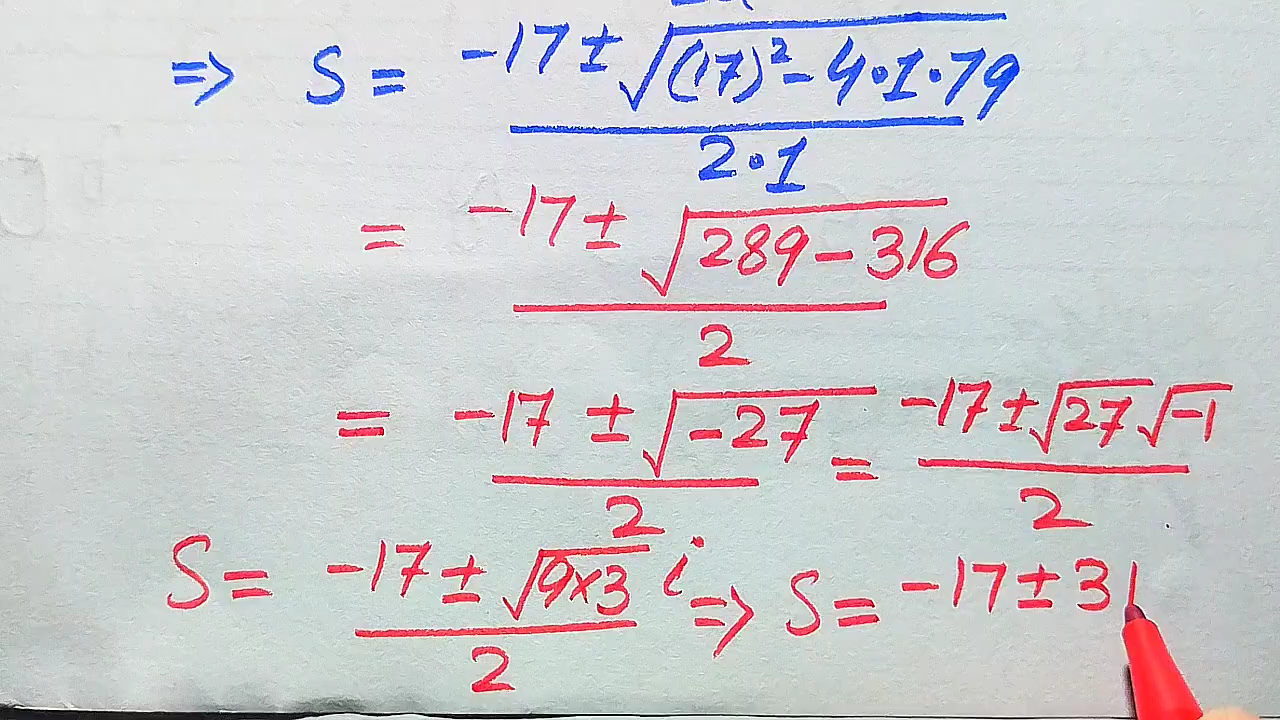 => S = -17 ± √(17)² - 4·1·79
2·1
= -17 ± √289 - 316
2
= -17 ± √-27 / 2 = -17 ± √27 √-1 / 2
S = -17 ± √9×3 i / 2 => S = -17 ± 3i